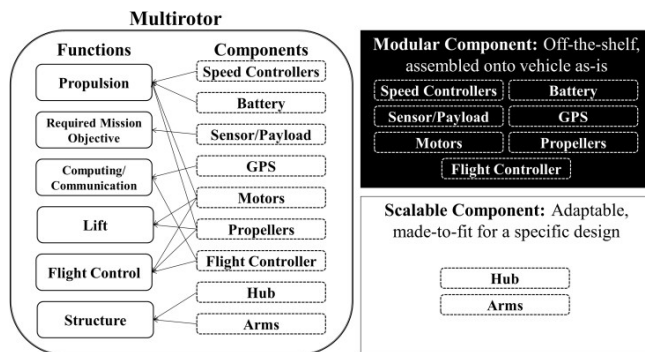 Multirotor
Functions
Propulsion
Required Mission
Objective
Computing/
Communication
Lift
Flight Control
Structure
Components
Speed Controllers
Battery
Sensor/Payload
GPS
Motors
Propellers
Flight Controller
Hub
Arms
Modular Component: Off-the-shelf,
assembled onto vehicle as-is
Speed Controllers
Battery
Sensor/Payload
GPS
Motors
Propellers
Flight Controller
Scalable Component: Adaptable,
made-to-fit for a specific design
Hub
Arms